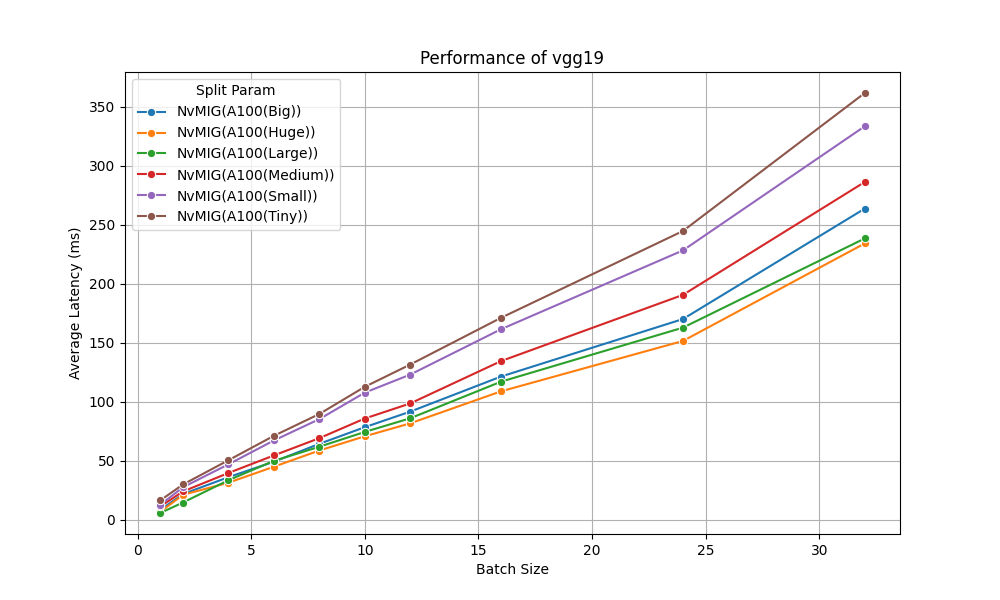 Performance of vgg19
Split Param
NvMIG(A100(Big))
NvMIG(A100(Huge))
NvMIG(A100(Large))
NvMIG(A100(Medium))
NvMIG(A100(Small))
NvMIG(A100(Tiny))
Average Latency (ms)
350
300
250
200
150
100
50
0
0 5 10 15 20 25 30
Batch Size